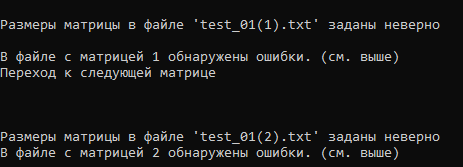 Размеры матрицы в файле 'test_01(1).txt' заданы неверно
В файле с матрицей 1 обнаружены ошибки. (см. выше)
Переход к следующей матрице
Размеры матрицы в файле 'test_01(2).txt' заданы неверно
В файле с матрицей 2 обнаружены ошибки. (см. выше)